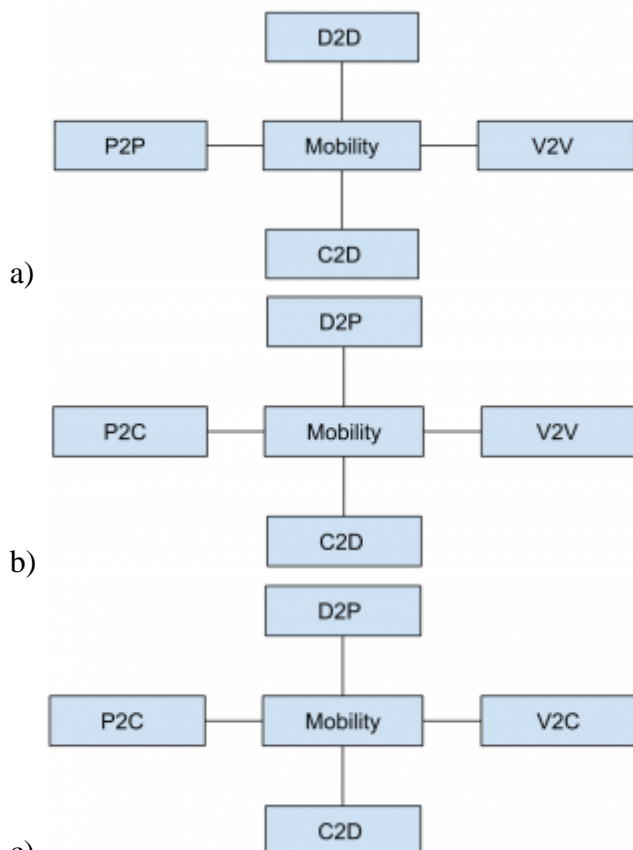 D2D
P2P Mobility V2V
C2D
a)
D2P
P2C Mobility V2V
C2D
b)
D2P
P2C Mobility V2C
C2D